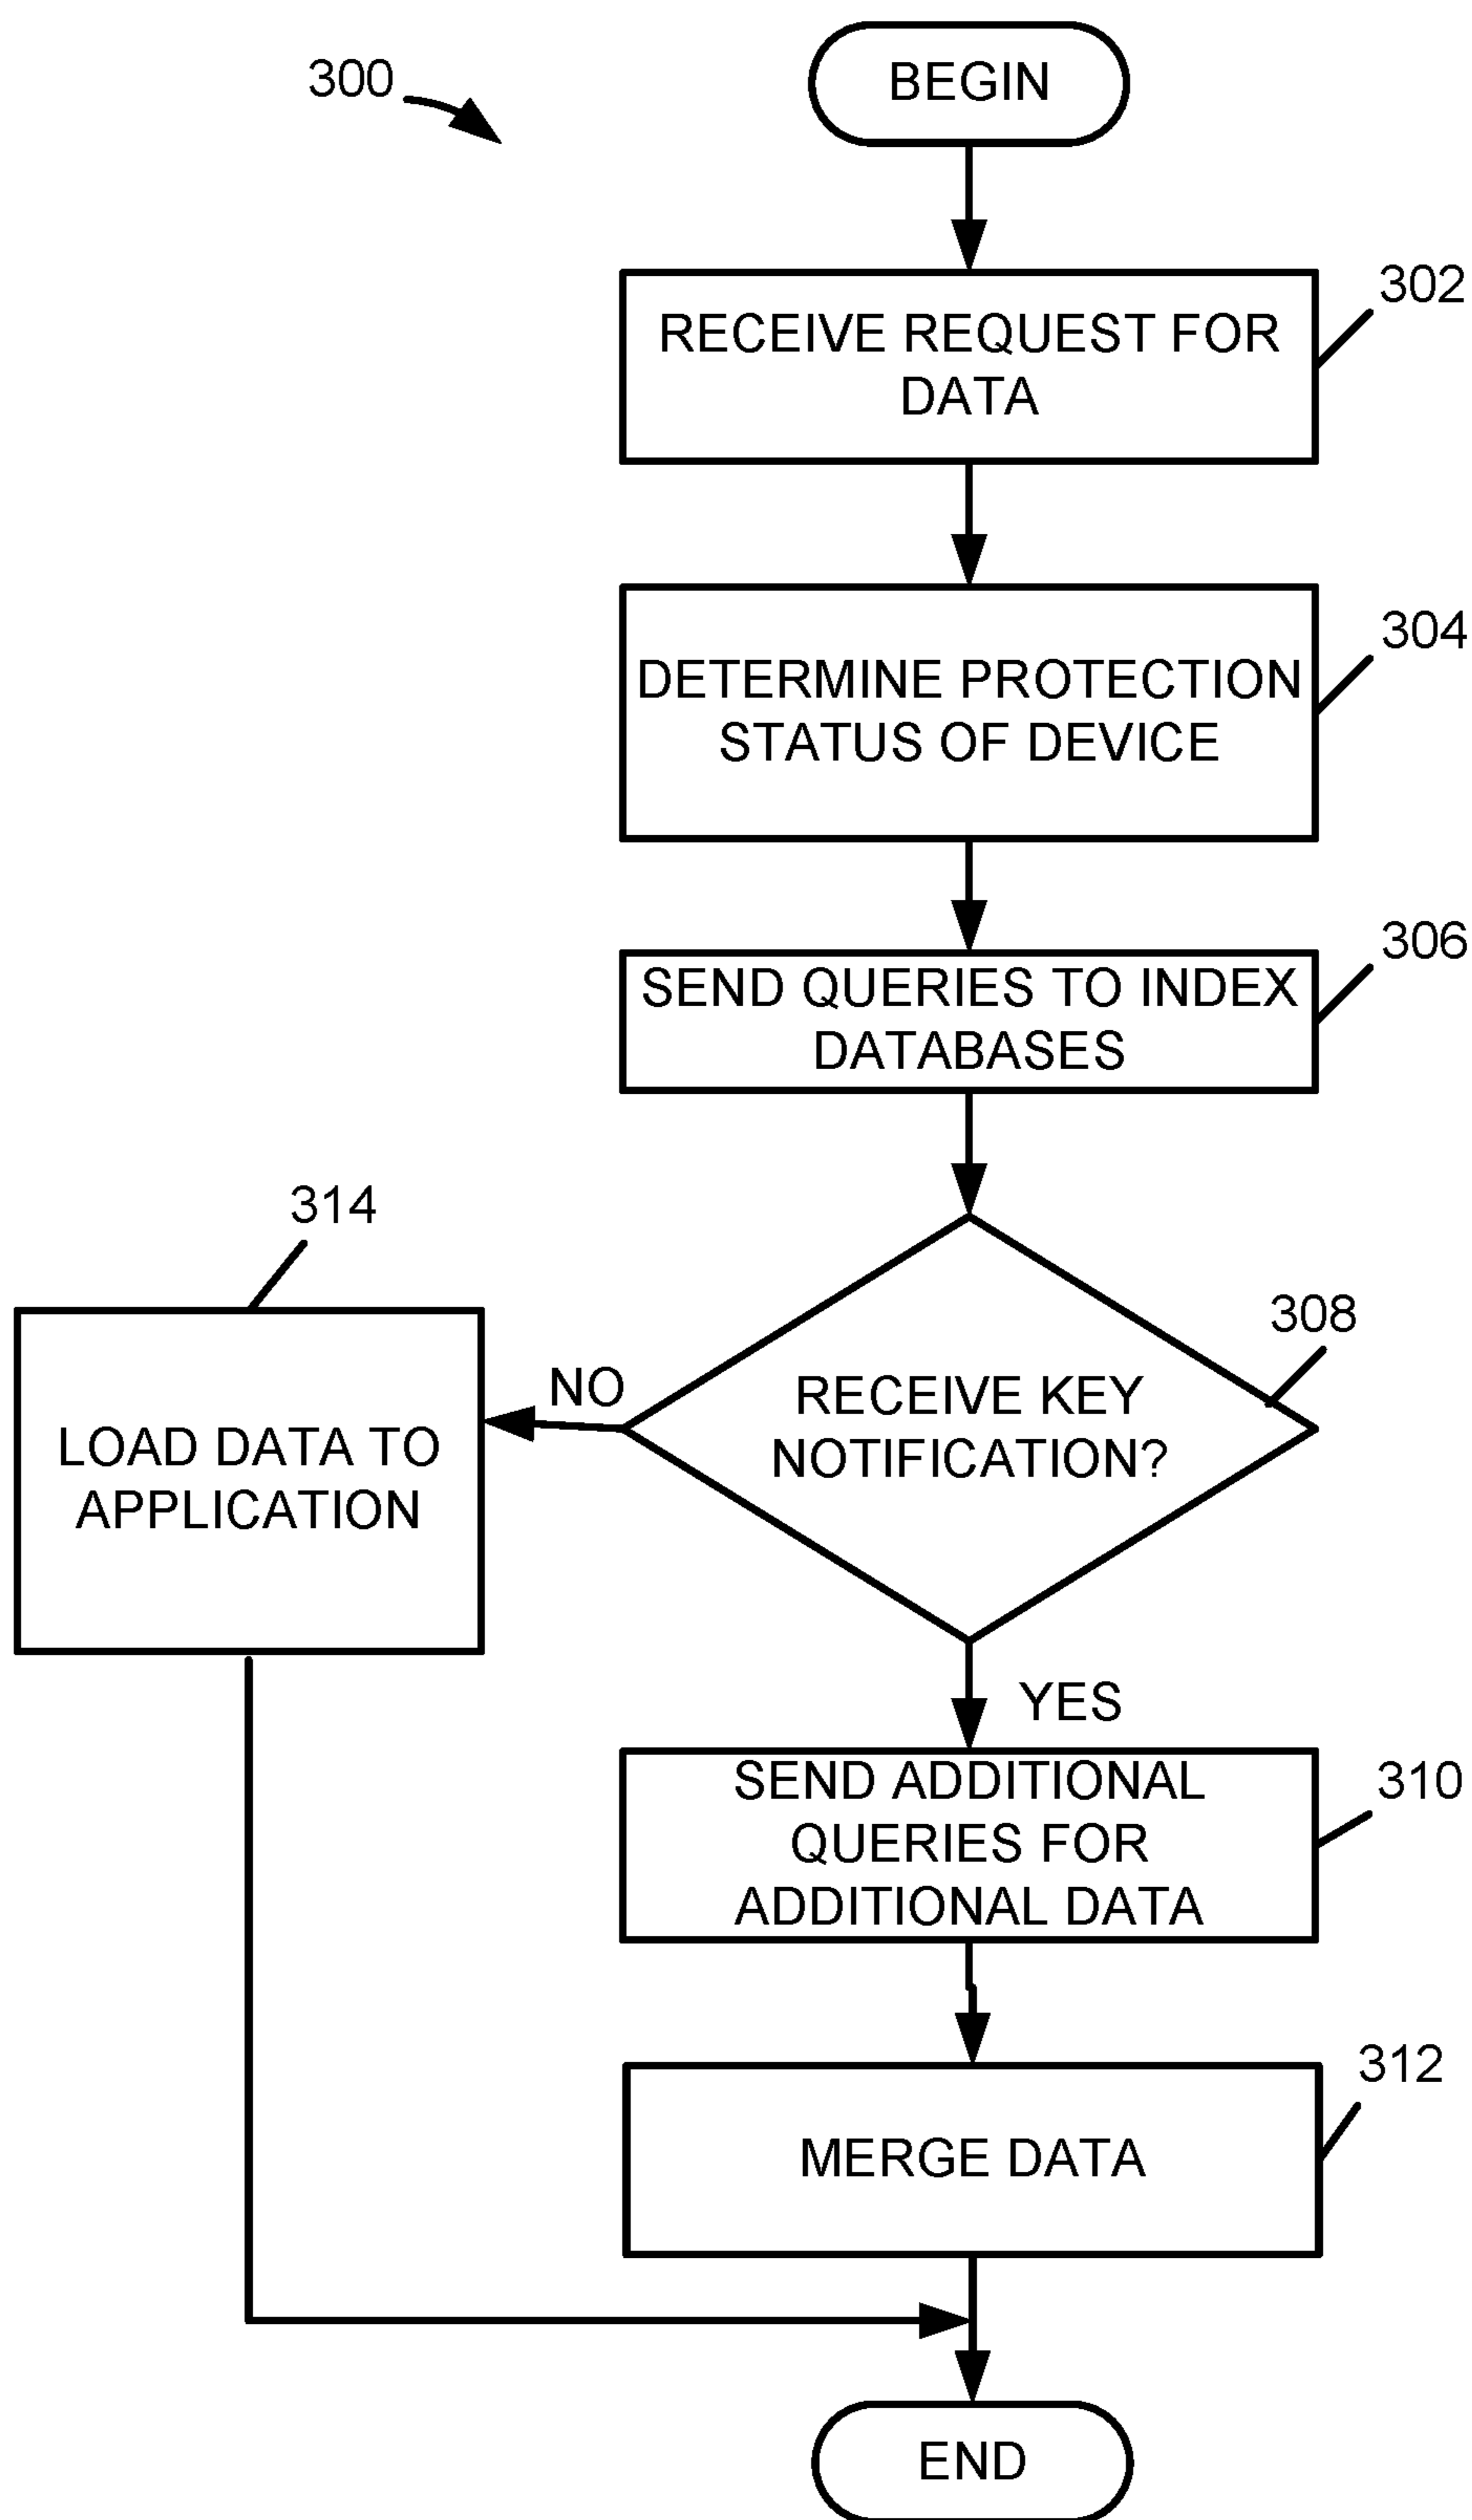 300
BEGIN
302
RECEIVE REQUEST FOR
DATA
304
DETERMINE PROTECTION
STATUS OF DEVICE
306
SEND QUERIES TO INDEX
DATABASES
314
308
NO
RECEIVE KEY
NOTIFICATION?
LOAD DATA TO
APPLICATION
YES
310
SEND ADDITIONAL
QUERIES FOR
ADDITIONAL DATA
312
MERGE DATA
END